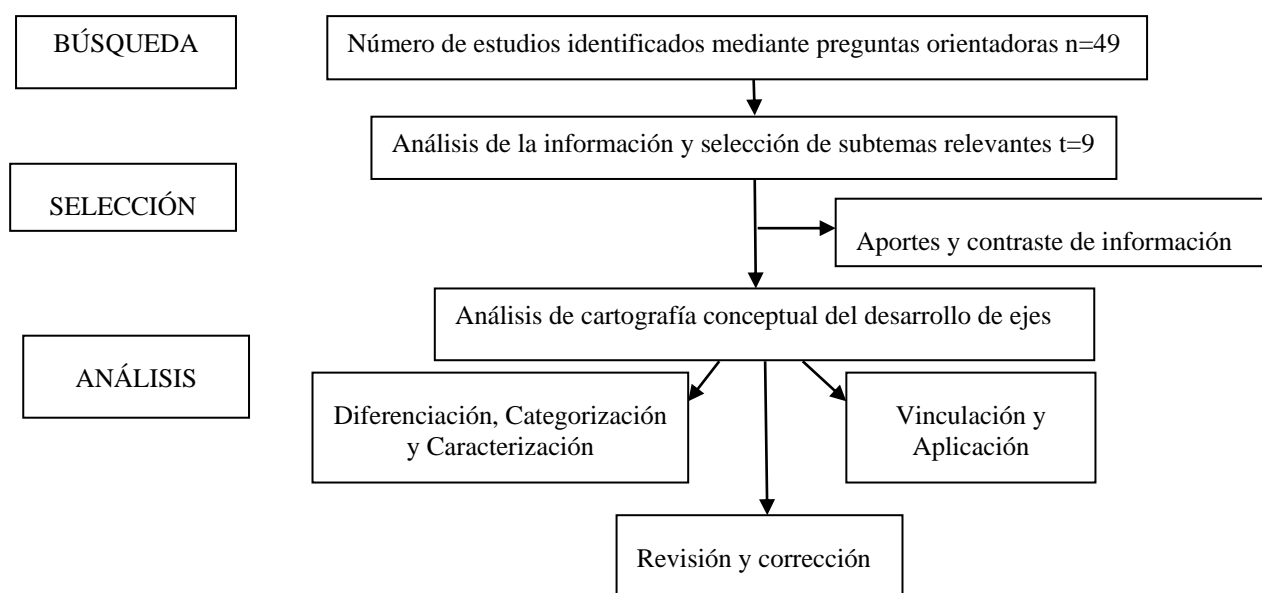 BÚSQUEDA
Número de estudios identificados mediante preguntas orientadoras n=49
Análisis de la información y selección de subtemas relevantes t=9
SELECCIÓN
Aportes y contraste de información
Análisis de cartografía conceptual del desarrollo de ejes
ANÁLISIS
Diferenciación, Categorización
y Caracterización
Vinculación y
Aplicación
Revisión y corrección